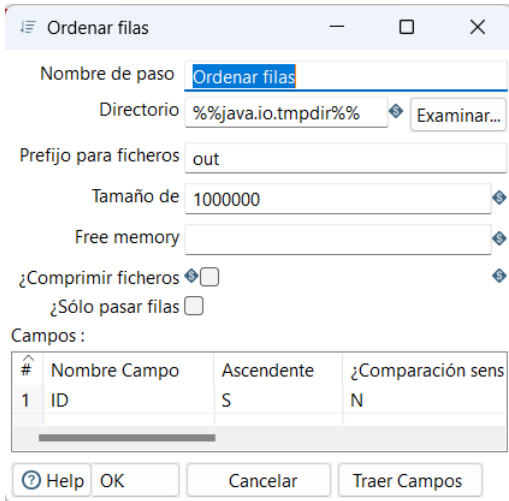 Ordenar filas
Nombre de paso Ordenar filas
Directorio %%java.io.tmpdir%% Examinar...
Prefijo para ficheros out
Tamaño de 1000000
Free memory
¿Comprimir ficheros
¿Sólo pasar filas
Campos :
# Nombre Campo Ascendente ¿Comparación sens
1 ID S N
Help OK Cancelar Traer Campos